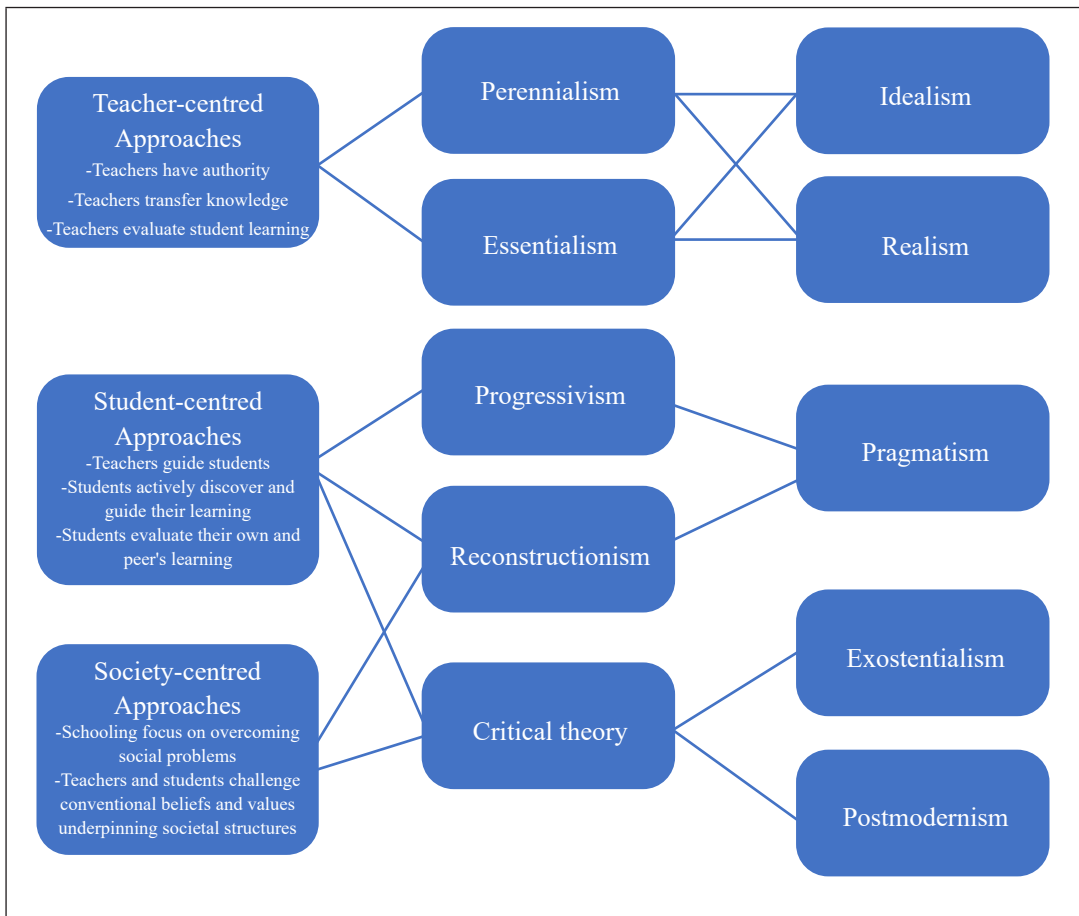 Teacher-centred
Approaches
-Teachers have authority
-Teachers transfer knowledge
-Teachers evaluate student learning
Student-centred
Approaches
-Teachers guide students
-Students actively discover and
guide their learning
-Students evaluate their own and
peer's learning
Society-centred
Approaches
-Schooling focus on overcoming
social problems
-Teachers and students challenge
conventional beliefs and values
underpinning societal structures
Perennialism
Essentialism
Progressivism
Reconstructionism
Critical theory
Idealism
Realism
Pragmatism
Exostentialism
Postmodernism